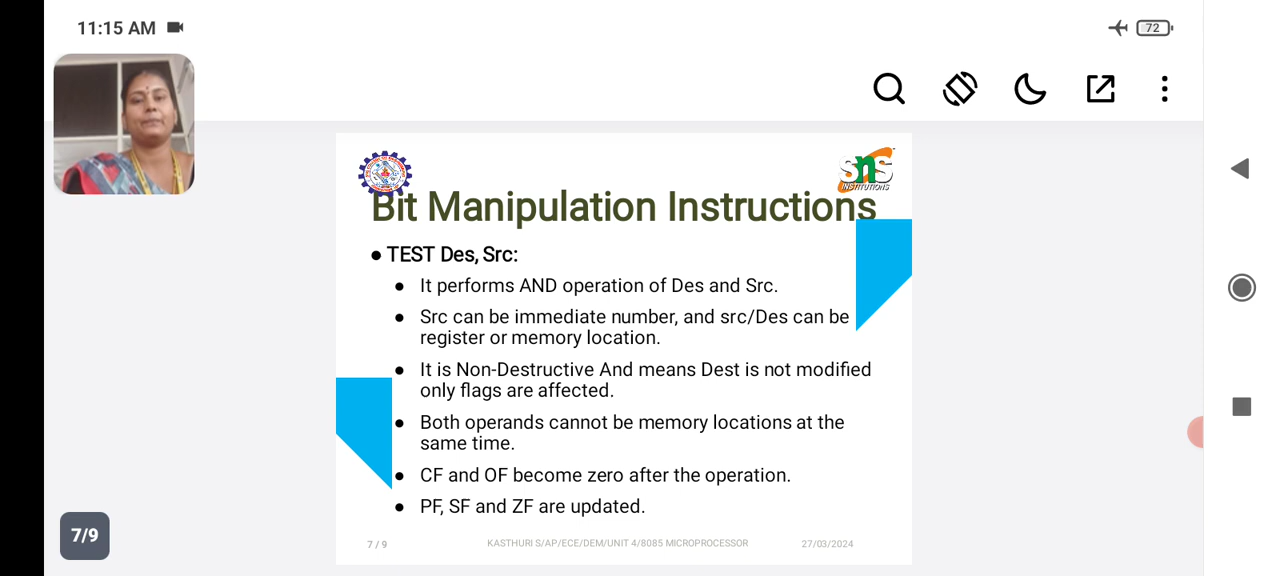 11:15 AM
72
sns
INSTITUTIONS
Bit Manipulation Instructions
● TEST Des, Src:
● It performs AND operation of Des and Src.
● Src can be immediate number, and src/Des can be
register or memory location.
● It is Non-Destructive And means Dest is not modified
only flags are affected.
● Both operands cannot be memory locations at the
same time.
● CF and OF become zero after the operation.
● PF, SF and ZF are updated.
7/9
7 / 9
KASTHURI S/AP/ECE/DEM/UNIT 4/8085 MICROPROCESSOR
27/03/2024